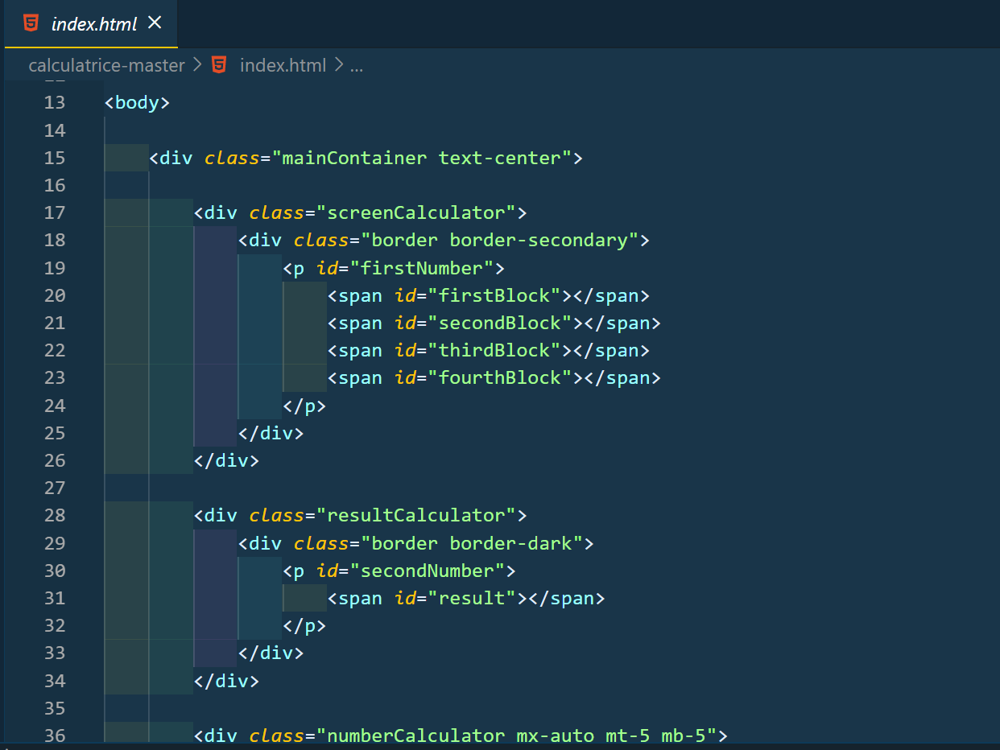 index.html
calculatrice-master > index.html > ...
13 <body>
14
15     <div class="mainContainer text-center">
16
17         <div class="screenCalculator">
18             <div class="border border-secondary">
19                 <p id="firstNumber">
20                     <span id="firstBlock"></span>
21                     <span id="secondBlock"></span>
22                     <span id="thirdBlock"></span>
23                     <span id="fourthBlock"></span>
24                 </p>
25             </div>
26         </div>
27
28         <div class="resultCalculator">
29             <div class="border border-dark">
30                 <p id="secondNumber">
31                     <span id="result"></span>
32                 </p>
33             </div>
34         </div>
35
36         <div class="numberCalculator mx-auto mt-5 mb-5">